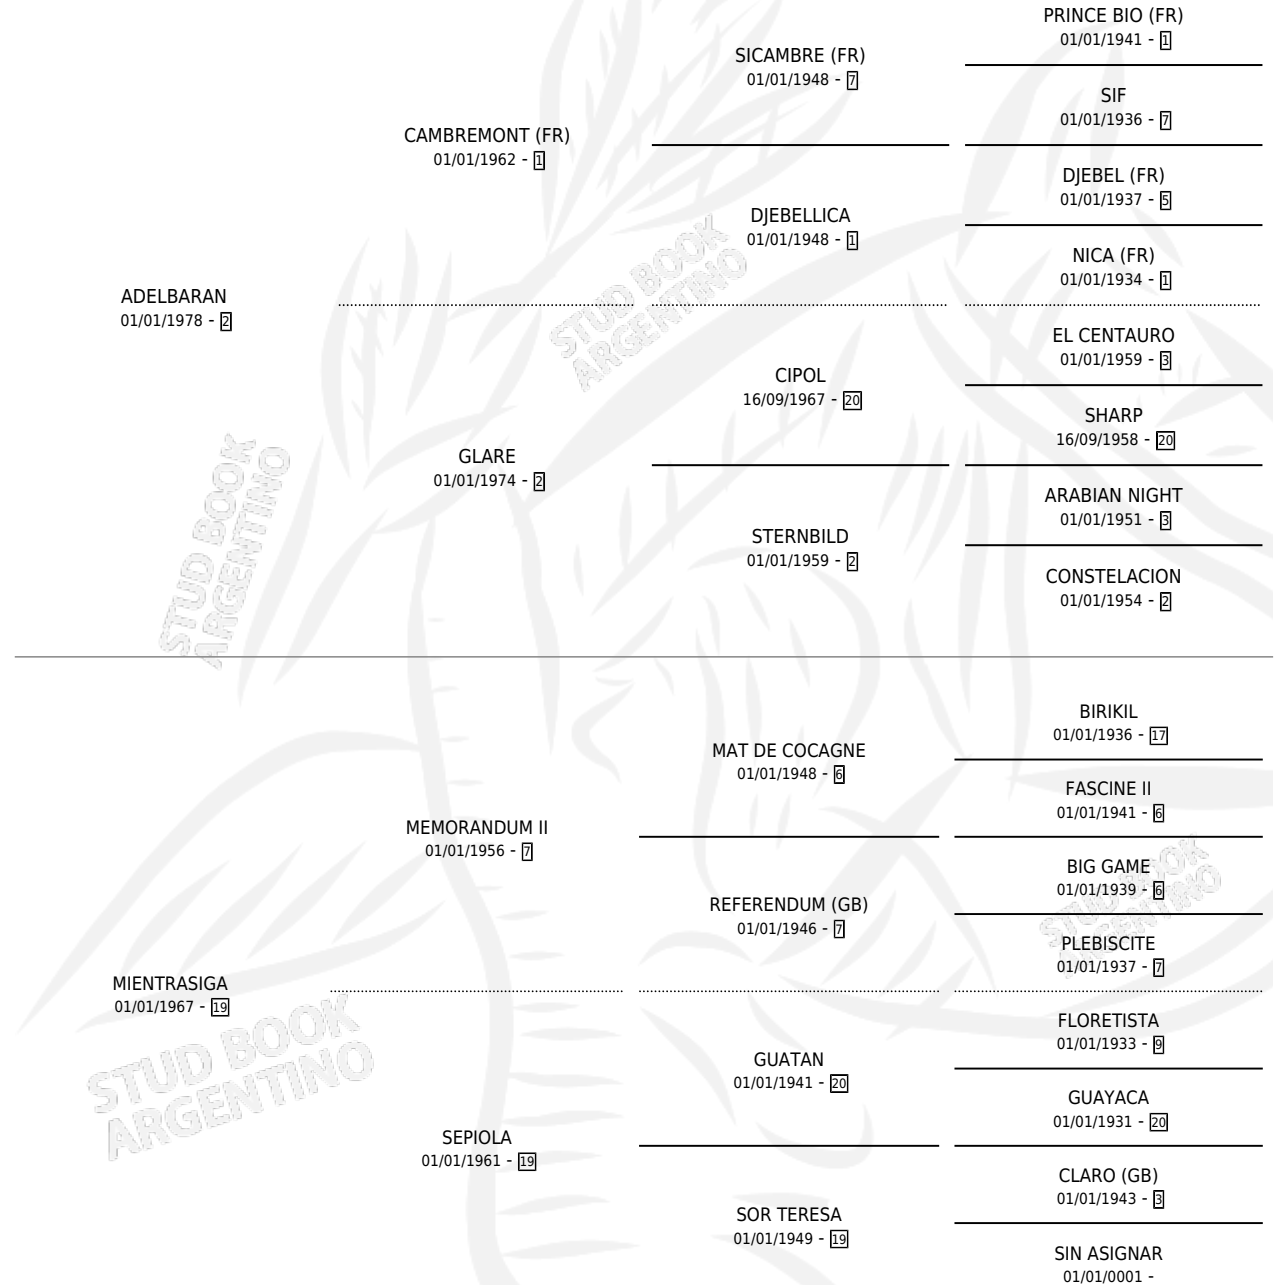 PRINCE BIO (FR)
01/01/1941 - 1
SICAMBRE (FR)
01/01/1948 - 7
SIF
01/01/1936 - 7
CAMBREMONT (FR)
01/01/1962 - 1
DJEBEL (FR)
01/01/1937 - 5
DJEBELLICA
01/01/1948 - 1
NICA (FR)
01/01/1934 - 1
ADELBARAN
01/01/1978 - 2
EL CENTAURO
01/01/1959 - 3
CIPOL
16/09/1967 - 20
SHARP
16/09/1958 - 20
GLARE
01/01/1974 - 2
ARABIAN NIGHT
01/01/1951 - 3
STERNBILD
01/01/1959 - 2
CONSTELACION
01/01/1954 - 2
STUD BOOK
ARGENTINO
STUD BOOK
ARGENTINO
BIRIKIL
01/01/1936 - 17
MAT DE COCAGNE
01/01/1948 - 6
FASCINE II
01/01/1941 - 6
MEMORANDUM II
01/01/1956 - 7
BIG GAME
01/01/1939 - 6
REFERENDUM (GB)
01/01/1946 - 7
PLEBISCITE
01/01/1937 - 7
STUD BOOK
ARGENTINO
MIENTRASIGA
01/01/1967 - 19
FLORETISTA
01/01/1933 - 9
GUATAN
01/01/1941 - 20
GUAYACA
01/01/1931 - 20
STUD BOOK
ARGENTINO
SEPIOLA
01/01/1961 - 19
CLARO (GB)
01/01/1943 - 3
SOR TERESA
01/01/1949 - 19
SIN ASIGNAR
01/01/0001 -